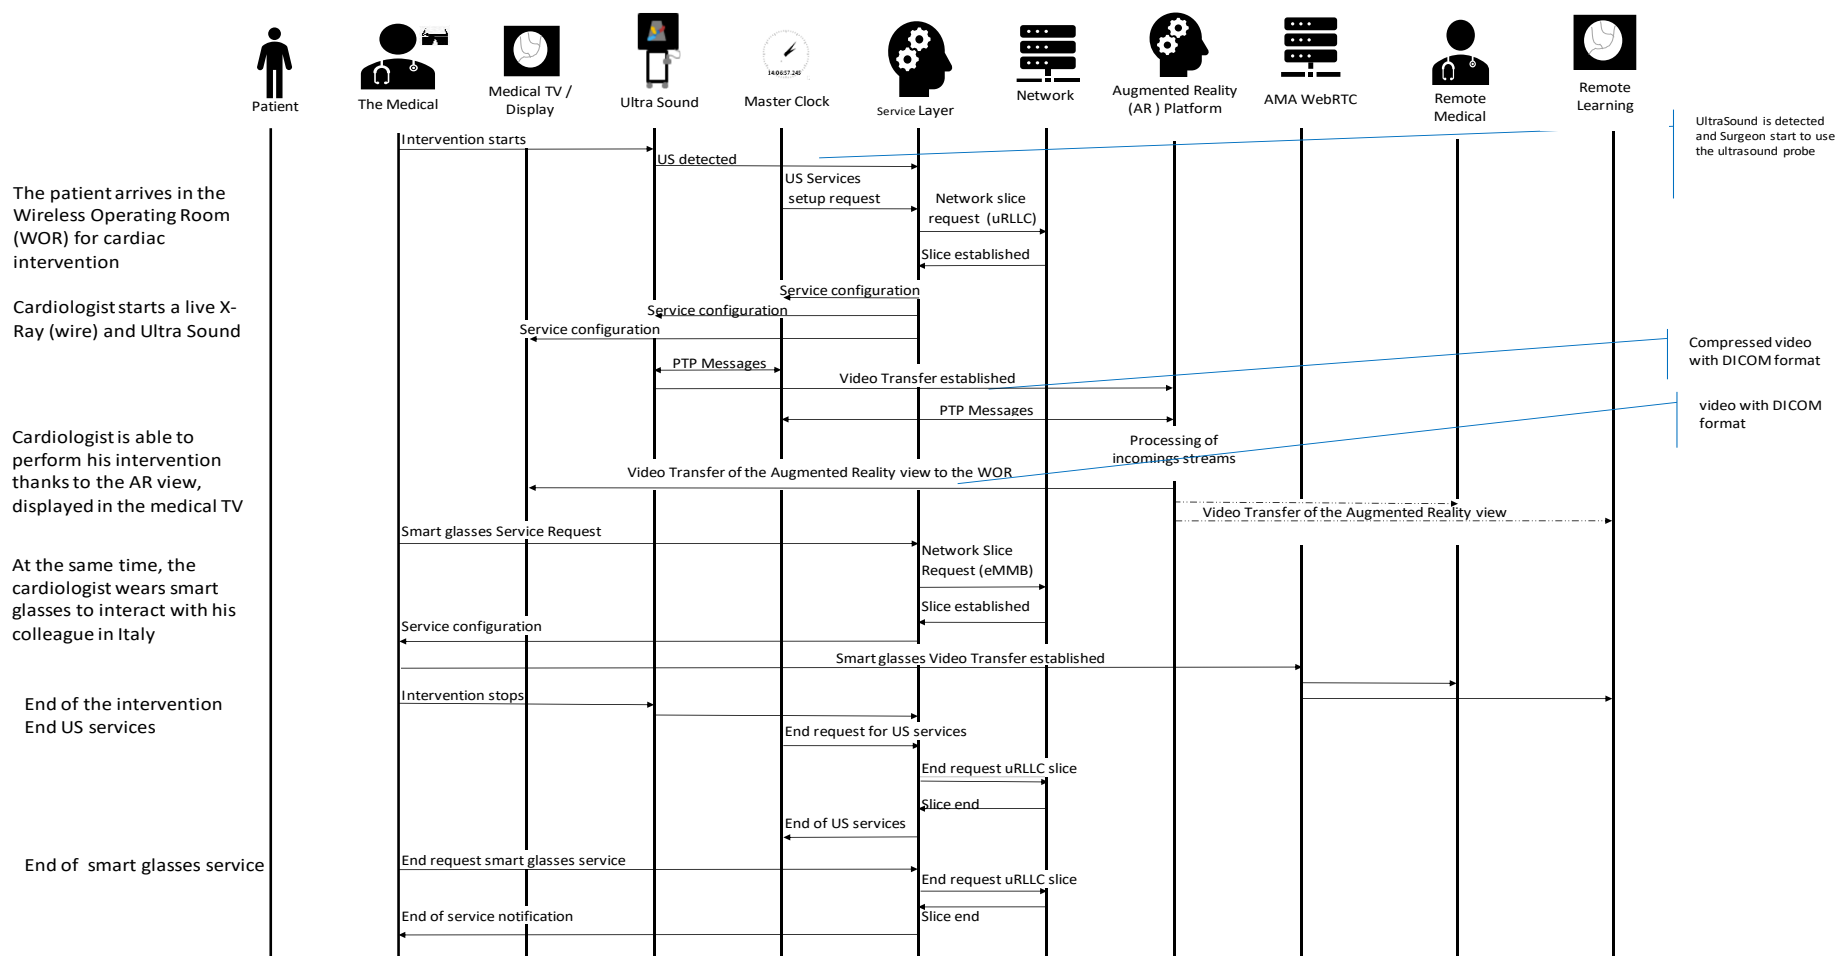 Patient
The Medical
Medical TV /
Display
Ultra Sound
14:06:57.243
Master Clock
Service Layer
Network
Augmented Reality
(AR ) Platform
AMA WebRTC
Remote
Medical
Remote
Learning
UltraSound is detected
and Surgeon start to use
the ultrasound probe
Intervention starts
US detected
US Services
setup request
Network slice
request  (uRLLC)
Slice established
The patient arrives in the
Wireless Operating Room
(WOR) for cardiac
intervention
Service configuration
Service configuration
Service configuration
Cardiologist starts a live X-
Ray (wire) and Ultra Sound
PTP Messages
Video Transfer established
Compressed video
with DICOM format
PTP Messages
video with DICOM
format
Processing of
incomings streams
Cardiologist is able to
perform his intervention
thanks to the AR view,
displayed in the medical TV
Video Transfer of the Augmented Reality view to the WOR
Video Transfer of the Augmented Reality view
Smart glasses Service Request
Network Slice
Request (eMMB)
Slice established
At the same time, the
cardiologist wears smart
glasses to interact with his
colleague in Italy
Service configuration
Smart glasses Video Transfer established
Intervention stops
End of the intervention
End US services
End request for US services
End request uRLLC slice
Slice end
End of US services
End of  smart glasses service
End request smart glasses service
End request uRLLC slice
End of service notification
Slice end